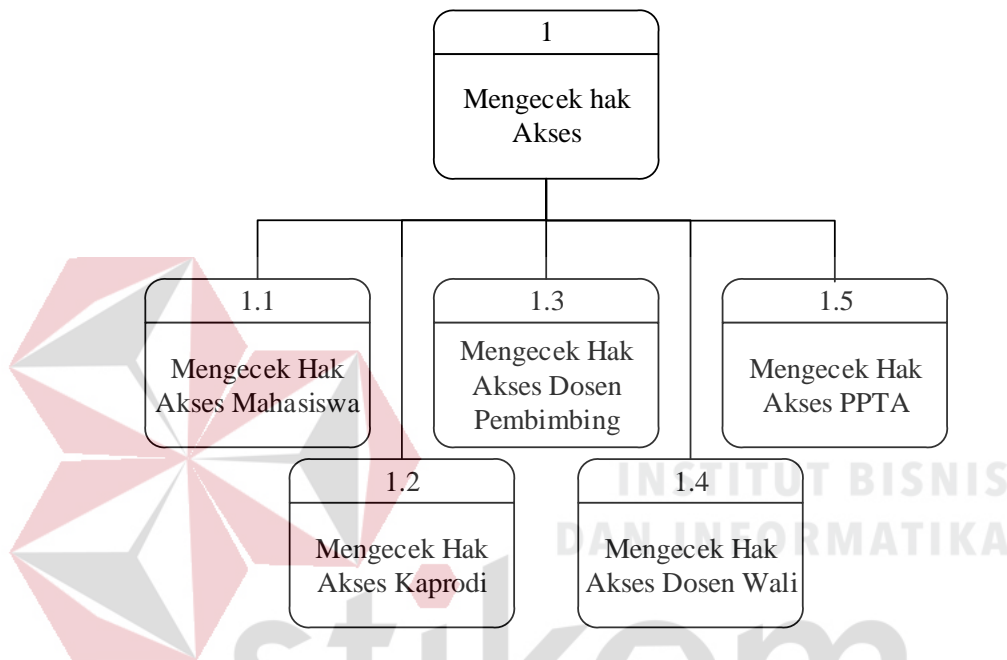 1
Mengecek hak
Akses
1.1
Mengecek Hak
Akses Mahasiswa
1.3
Mengecek Hak
Akses Dosen
Pembimbing
1.5
Mengecek Hak
Akses PPTA
1.2
Mengecek Hak
Akses Kaprodi
1.4
Mengecek Hak
Akses Dosen Wali
INSTITUT BISNIS
DAN INFORMATIKA
stikom